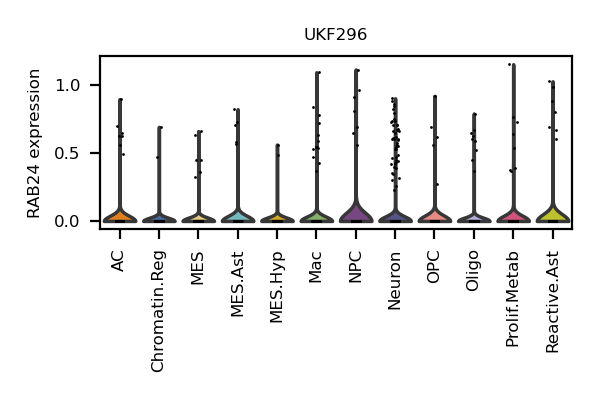 UKF296
RAB24 expression
1.0
0.5
0.0
AC
Chromatin.Reg
MES
MES.Ast
MES.Hyp
Mac
NPC
Neuron
OPC
Oligo
Prolif.Metab
Reactive.Ast